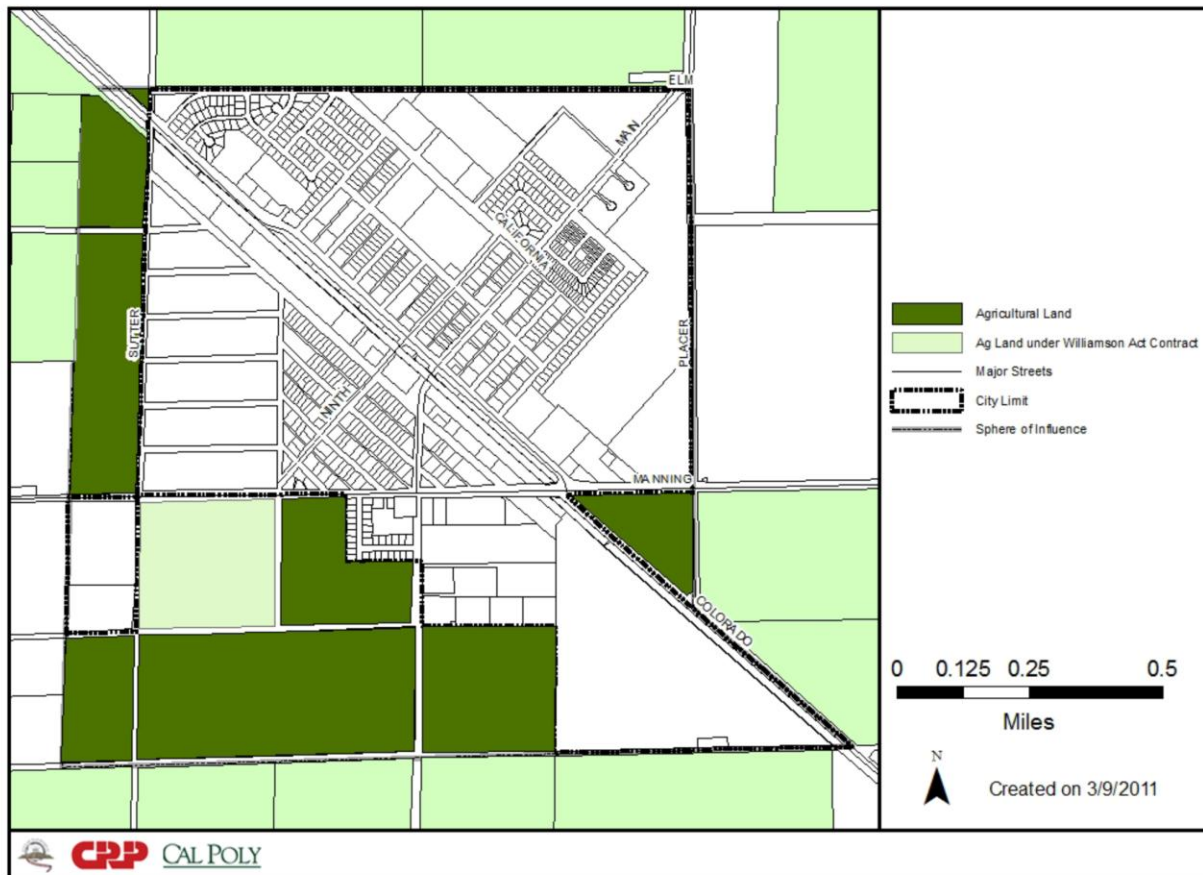 ELM
MAIN
CALIFORNIA
SUTTER
PLACER
NINTH
MANNING
COLORADO
Agricultural Land
Ag Land under Williamson Act Contract
Major Streets
City Limit
Sphere of Influence
0 0.125 0.25 0.5
Miles
N
Created on 3/9/2011
CRP CAL POLY